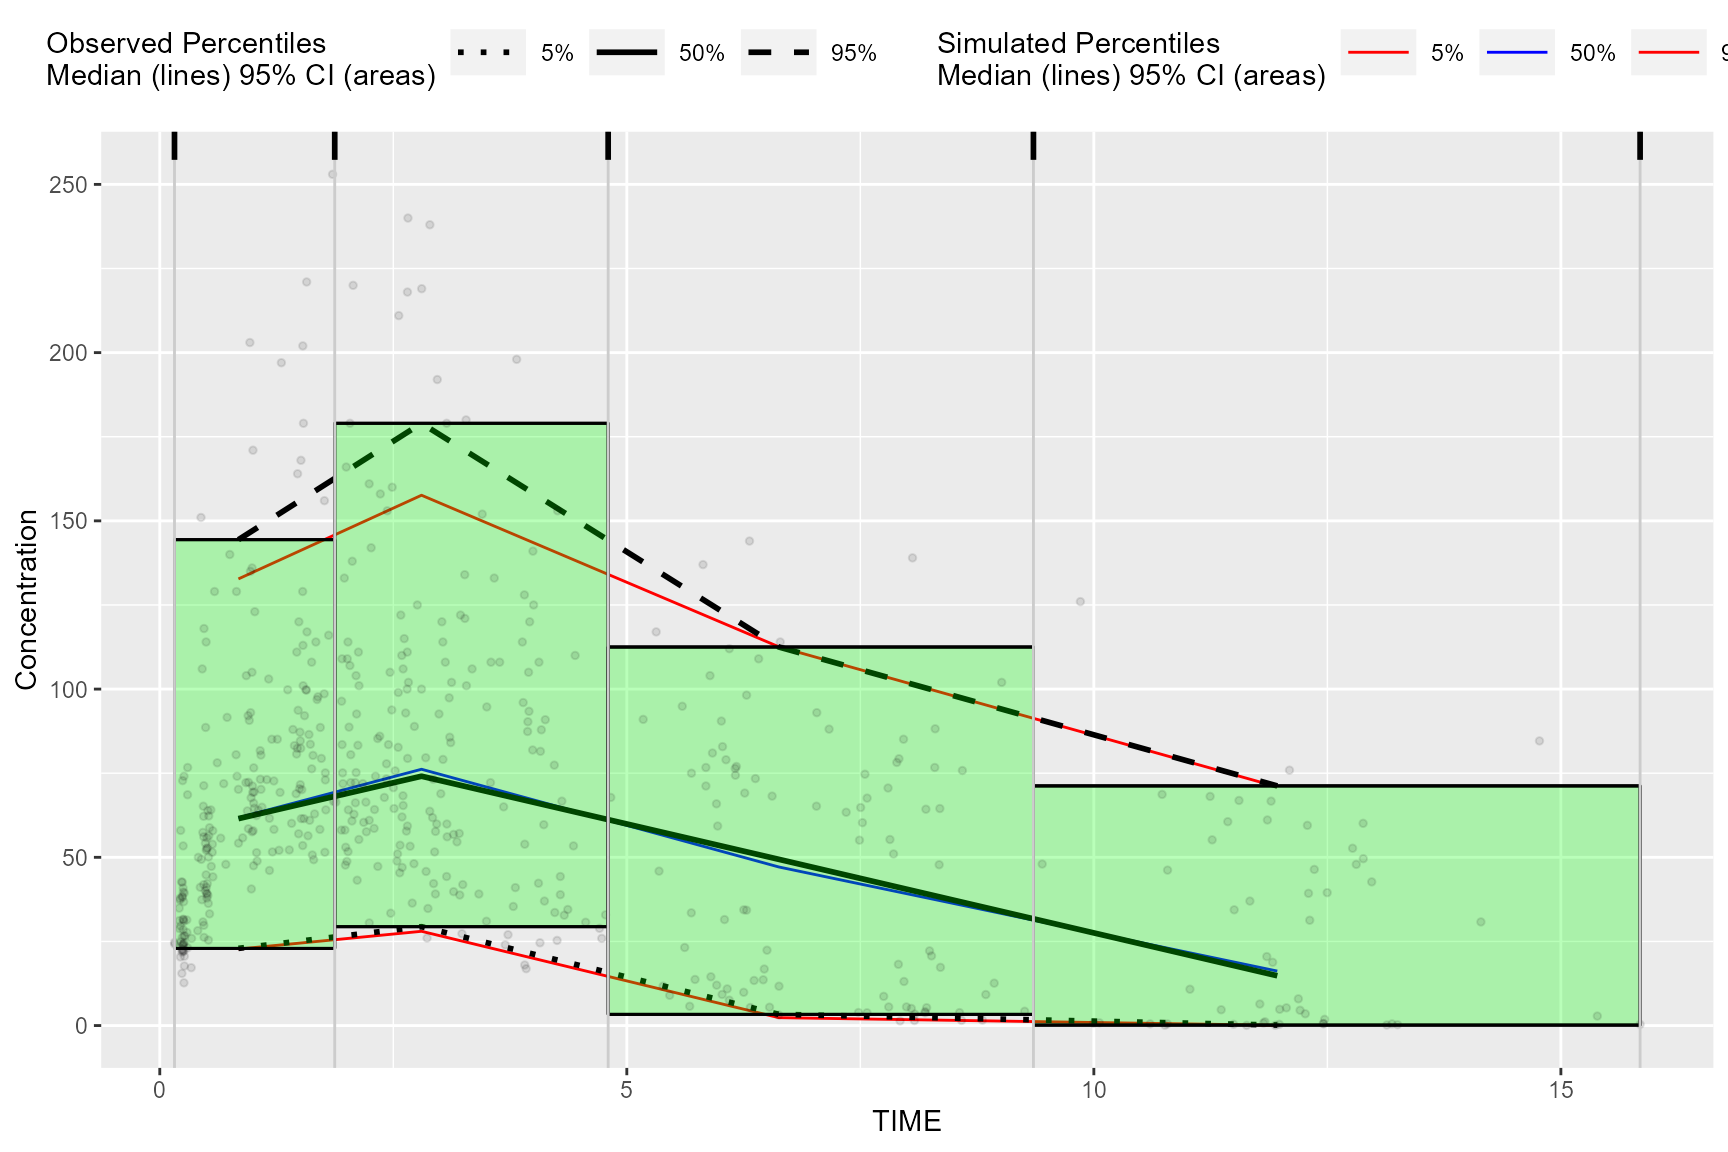 Observed Percentiles
Median (lines) 95% CI (areas)
5% 50% 95%
Simulated Percentiles
Median (lines) 95% CI (areas)
5% 50% 9
250
200
150
100
50
0
Concentration
0 5 10 15
TIME